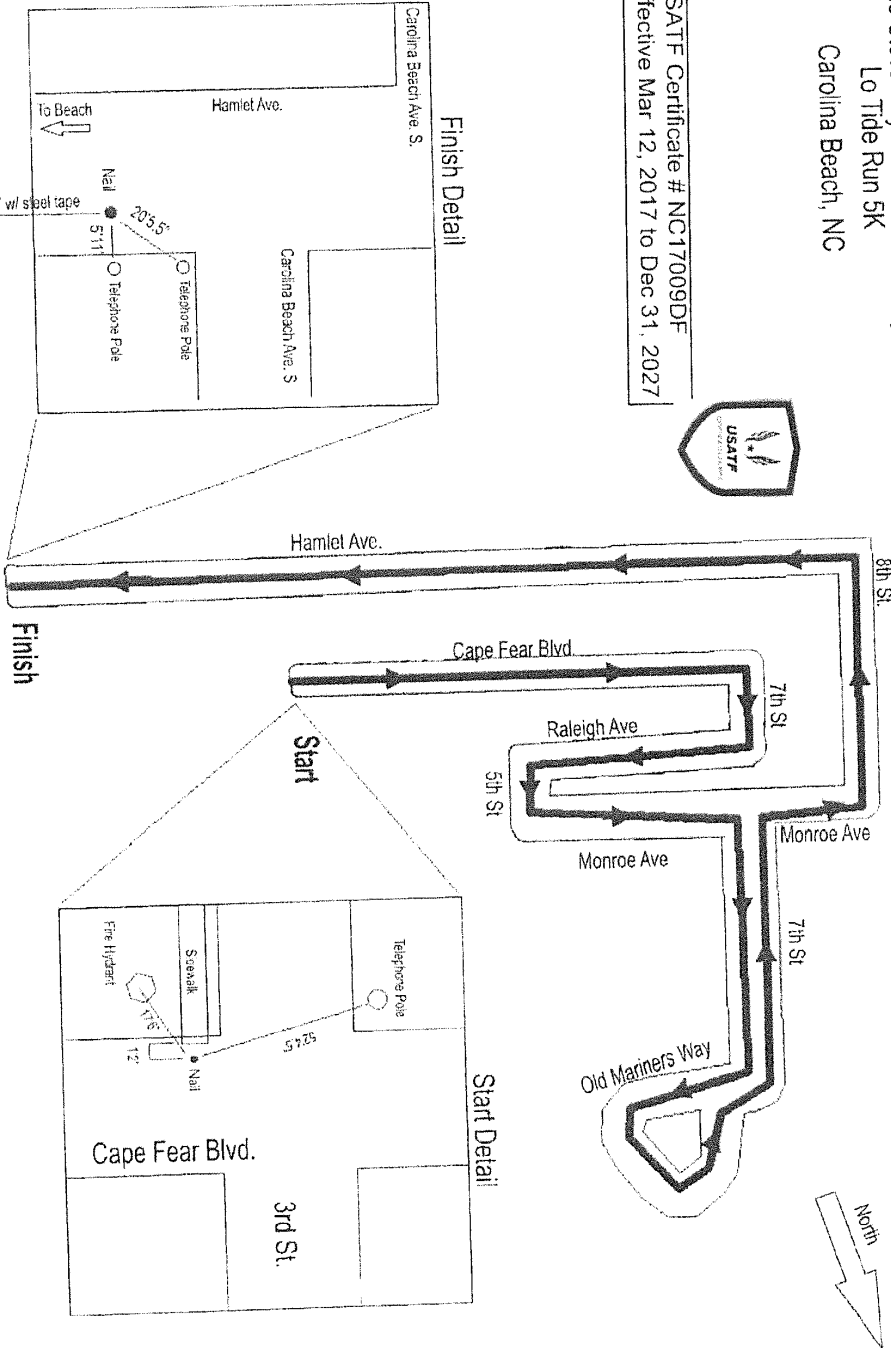 Lo Tide Run 5K
Carolina Beach, NC
SATF Certificate # NC17009DF
ffective Mar 12, 2017 to Dec 31, 2027
USATF
North
Finish Detail
Carolina Beach Ave. S.
Hamlet Ave.
To Beach
Carolina Beach Ave. S
Nail
20'5.5"
5'11"
Telephone Pole
Telephone Pole
w/ steel tape
8th St.
Hamlet Ave.
Finish
Cape Fear Blvd.
Start
7th St
Raleigh Ave
5th St
Monroe Ave
Monroe Ave
7th St
Old Mariners Way
Start Detail
Telephone Pole
Sidewalk
Fire Hydrant
17'6"
12'
Nail
Cape Fear Blvd.
3rd St.